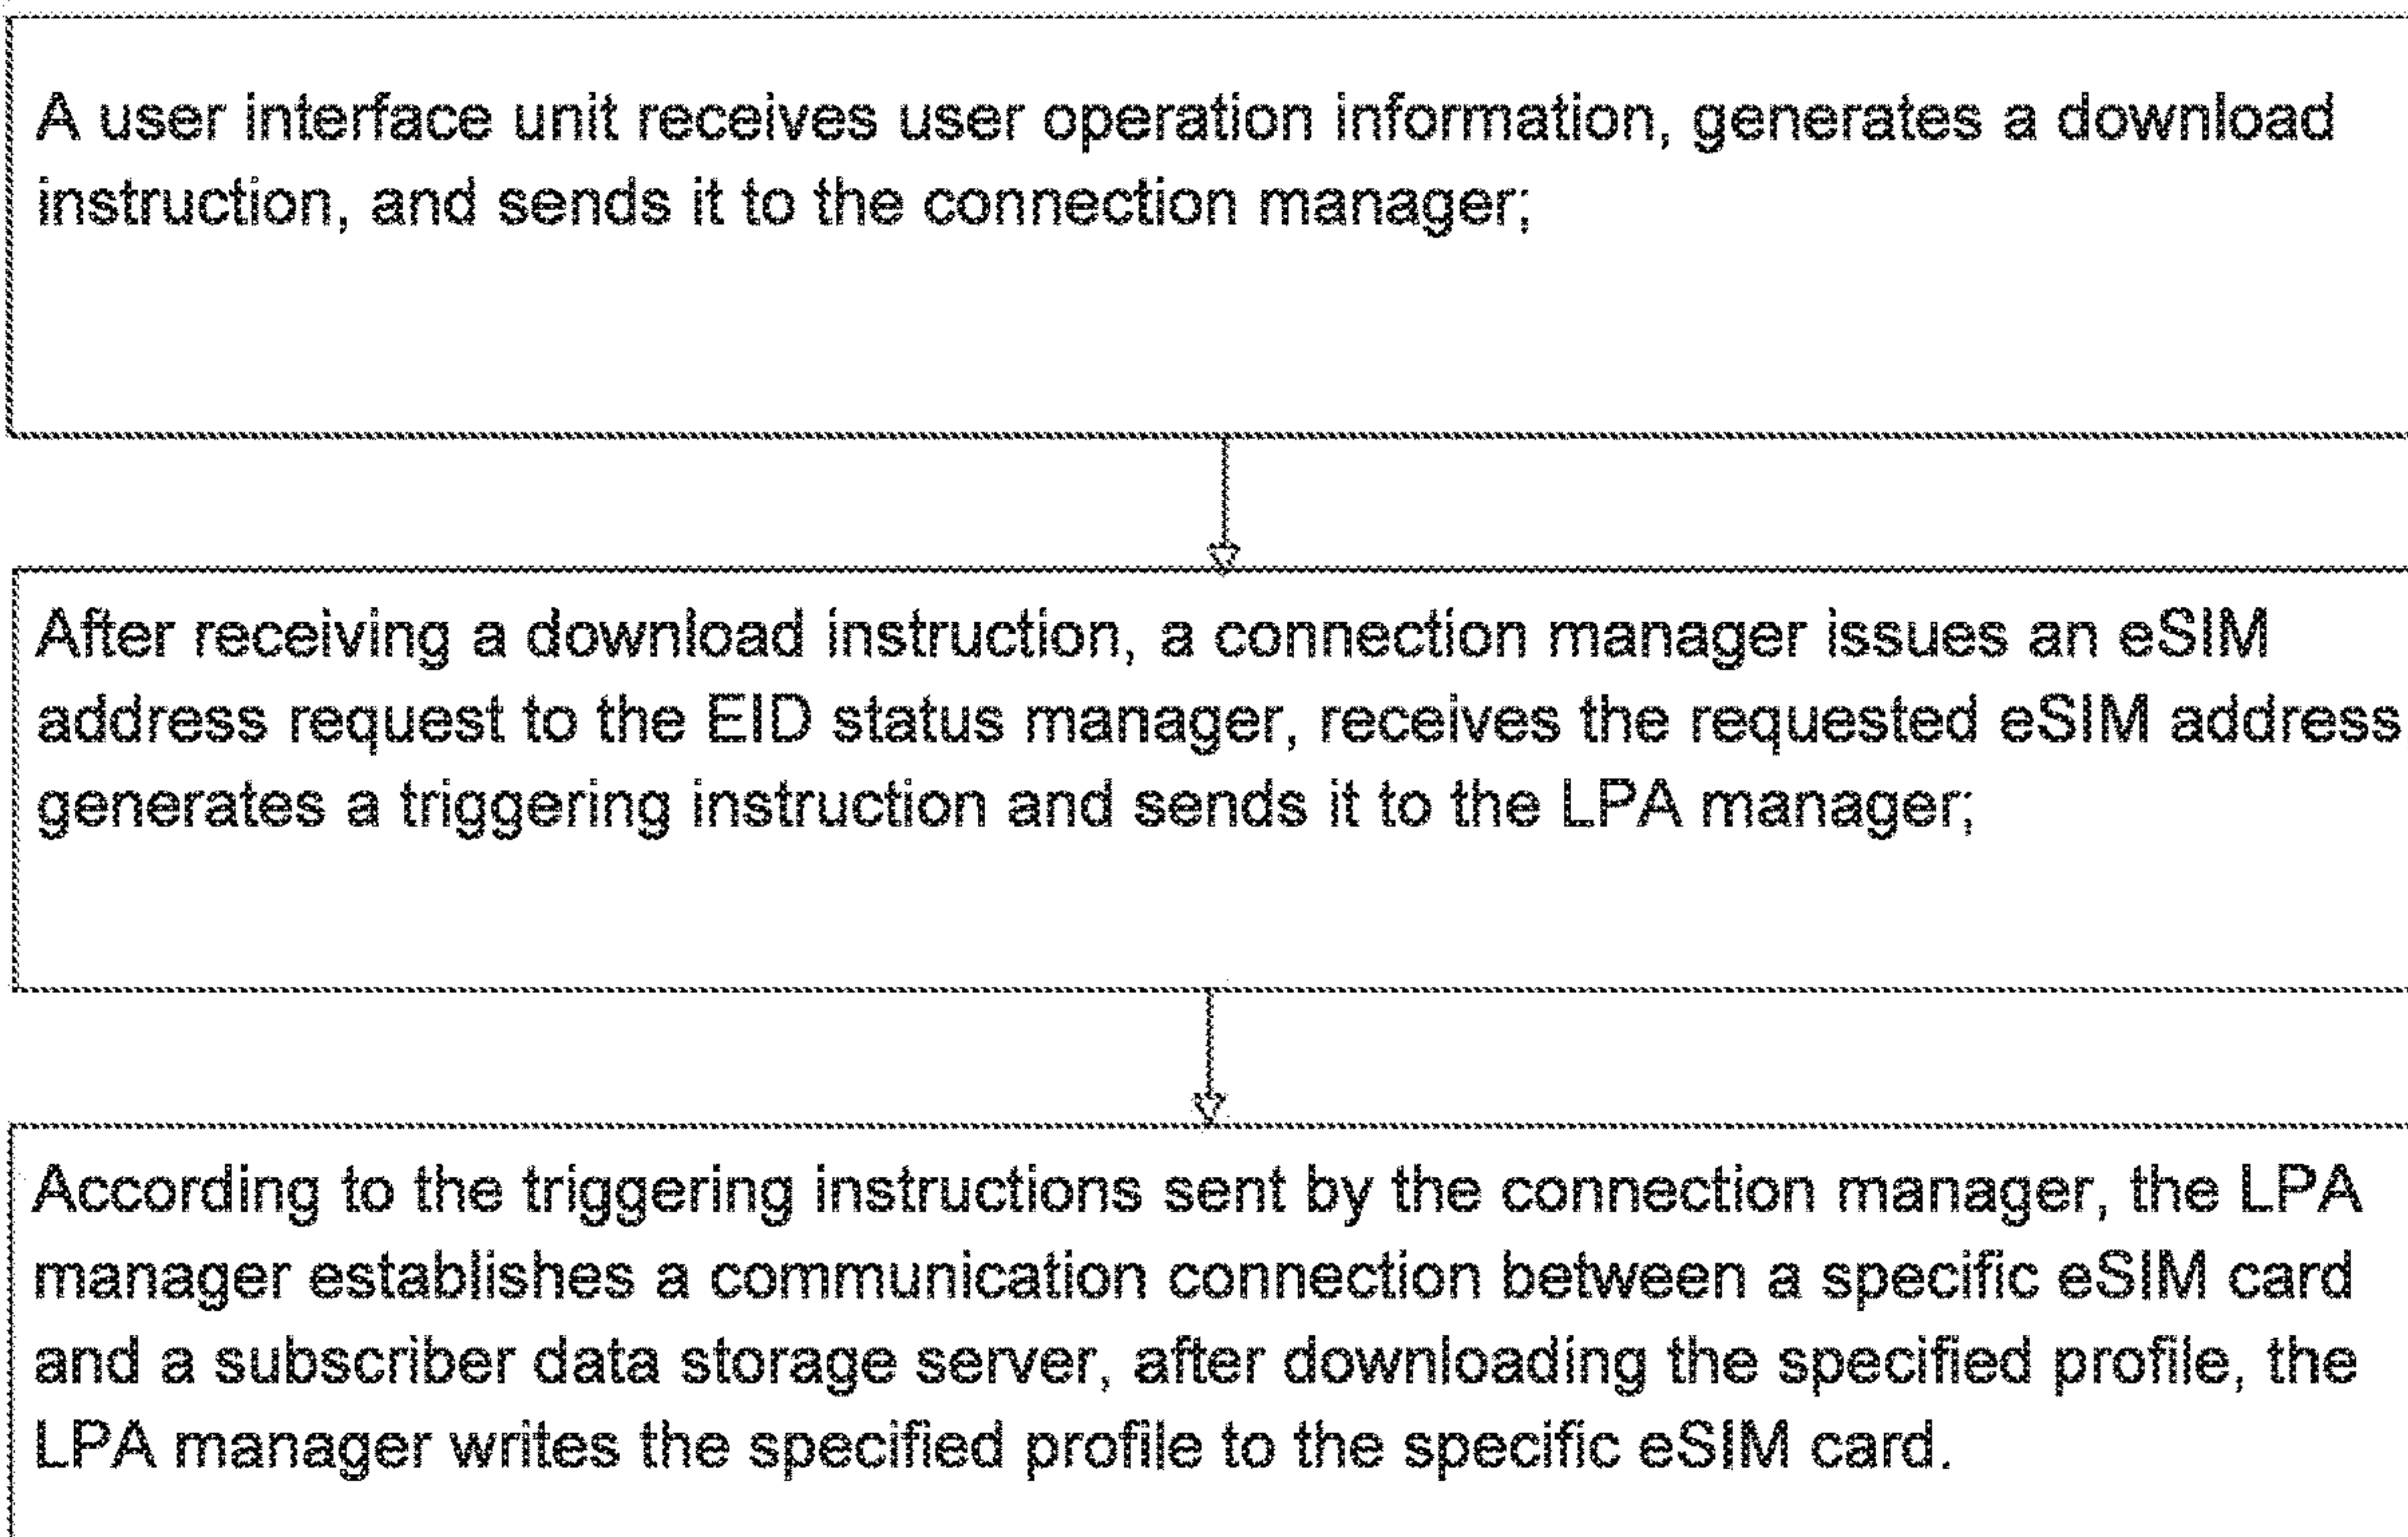 A user interface unit receives user operation information, generates a download
instruction, and sends it to the connection manager;
After receiving a download instruction, a connection manager issues an eSIM
address request to the EID status manager, receives the requested eSIM address
generates a triggering instruction and sends it to the LPA manager;
According to the triggering instructions sent by the connection manager, the LPA
manager establishes a communication connection between a specific eSIM card
and a subscriber data storage server, after downloading the specified profile, the
LPA manager writes the specified profile to the specific eSIM card.